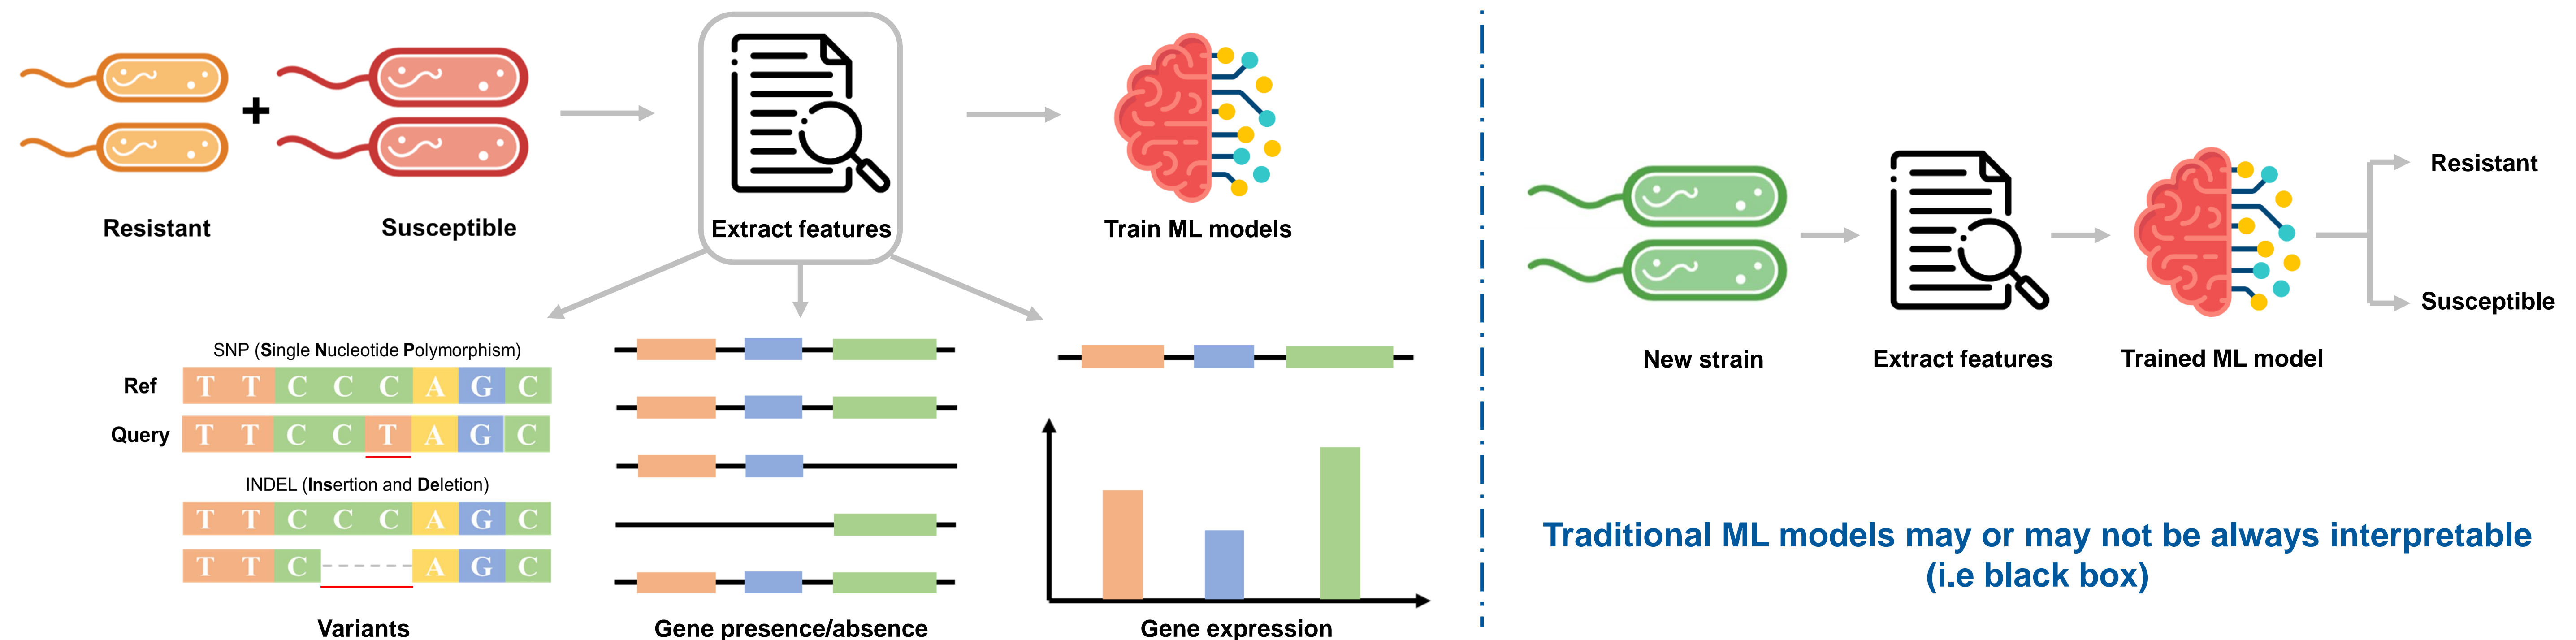 Resistant
+
Susceptible
Extract features
Train ML models
SNP (Single Nucleotide Polymorphism)
Ref
T T C C C A G C
Query
T T C C T A G C
INDEL (Insertion and Deletion)
T T C C C A G C
T T C ---- A G C
Variants
Gene presence/absence
Gene expression
New strain
Extract features
Trained ML model
Resistant
Susceptible
Traditional ML models may or may not be always interpretable
(i.e black box)